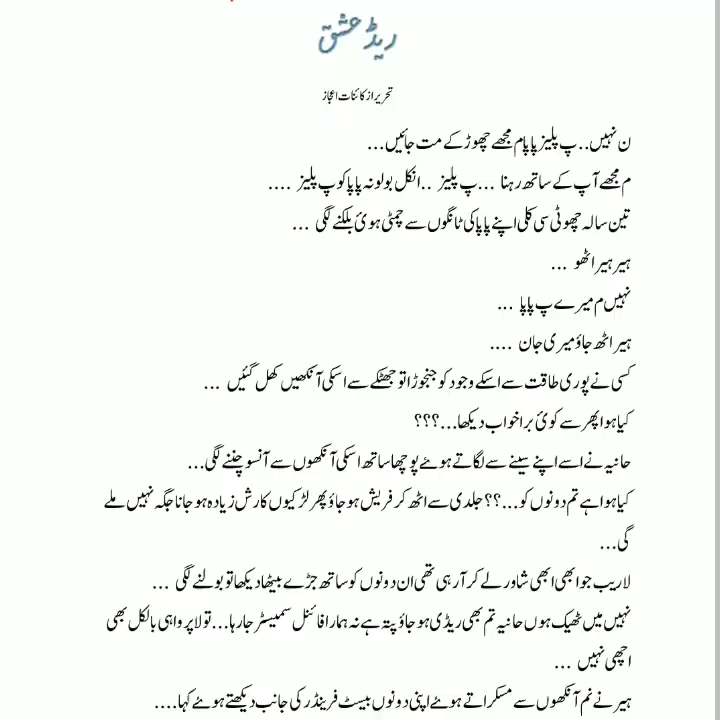 ریڈ عشق
تحریر از کائنات اعجاز
ن نہیں..پ پلیز پاپا م مجھے چھوڑ کے مت جائیں...
م مجھے آپ کے ساتھ رہنا ...پ پلیز ..انکل بولو نہ پاپا کو پ پلیز ....
تین سالہ چھوٹی سی کلی اپنے پاپا کی ٹانگوں سے چمٹی ہوئ بلکنے لگی ...
ہیر ہیر اٹھو ...
نہیں م میرے پ پاپا ...
ہیر اٹھ جاؤ میری جان ....
کسی نے پوری طاقت سے اسکے وجود کو جنجوڑا تو جھٹکے سے اسکی آنکھیں کھل گئیں ...
کیا ہوا پھر سے کوئ برا خواب دیکھا...؟؟؟
حانیہ نے اسے اپنے سینے سے لگاتے ہوۓ پوچھا ساتھ اسکی آنکھوں سے آنسو چننے لگی...
کیا ہوا ہے تم دونوں کو...؟؟ جلدی سے اٹھ کر فریش ہو جاؤ پھر لڑکیوں کا رش زیادہ ہو جانا جگہ نہیں ملے
گی...
لاریب جو ابھی ابھی شاور لے کر آ رہی تھی ان دونوں کو ساتھ جڑے بیٹھا دیکھا تو بولنے لگی ...
نہیں میں ٹھیک ہوں حانیہ تم بھی ریڈی ہو جاؤ پتہ ہے نہ ہمارا فائنل سمیسٹر جا رہا...تو لاپرواہی بالکل بھی
اچھی نہیں ...
ہیر نے نم آنکھوں سے مسکراتے ہوۓ اپنی دونوں بیسٹ فرینڈز کی جانب دیکھتے ہوۓ کہا....